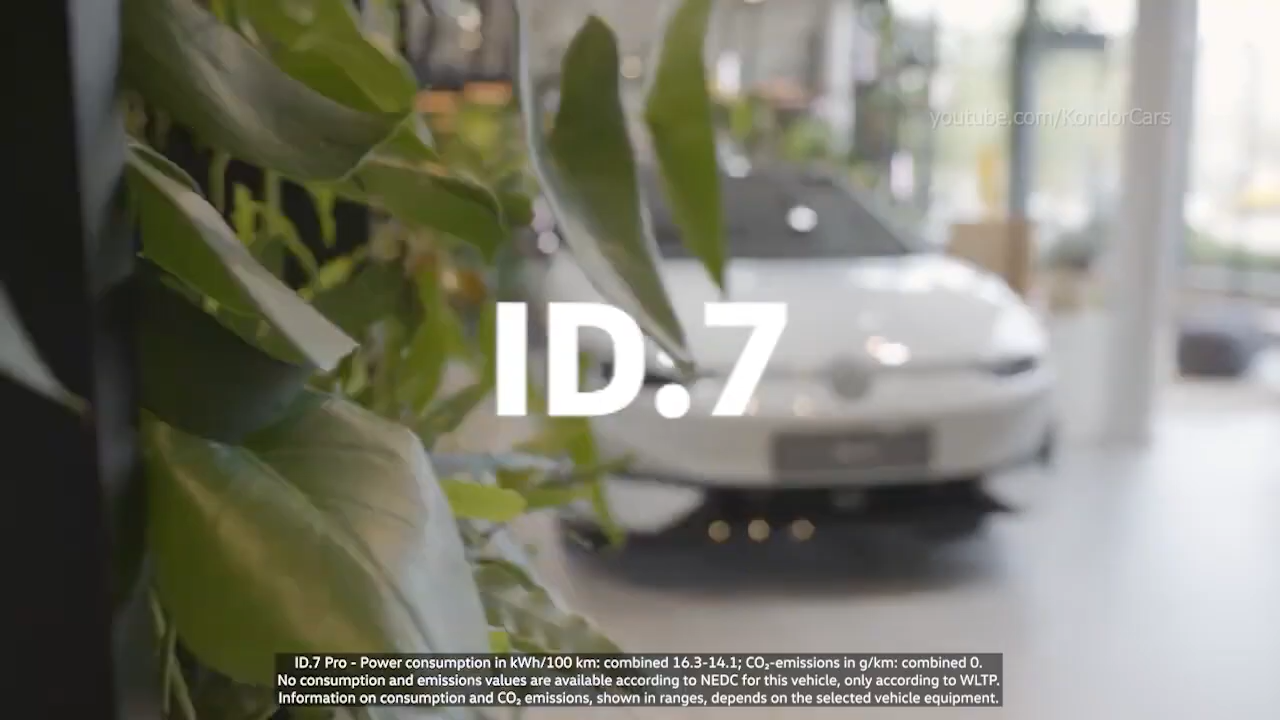 youtube.com/KondorCars
ID.7
ID.7 Pro - Power consumption in kWh/100 km: combined 16.3-14.1; CO₂-emissions in g/km: combined 0.
No consumption and emissions values are available according to NEDC for this vehicle, only according to WLTP.
Information on consumption and CO₂ emissions, shown in ranges, depends on the selected vehicle equipment.